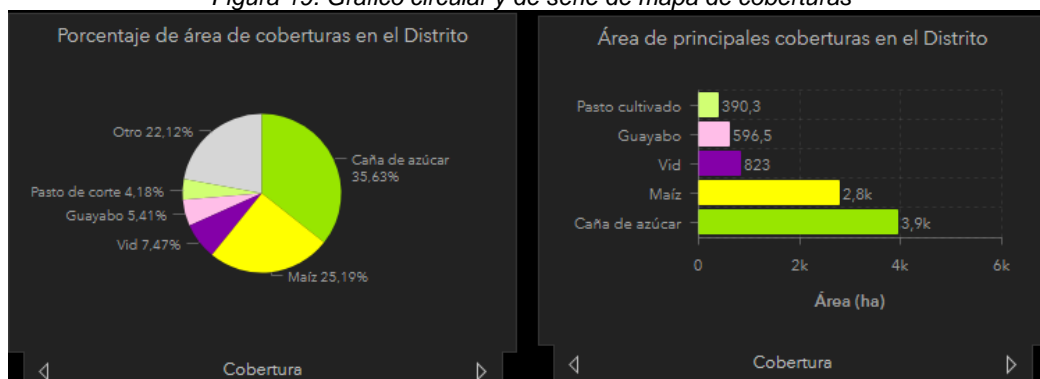 Figura 19. Gráfico circular y de serie de mapa de coberturas
Porcentaje de área de coberturas en el Distrito
Otro 22,12%
Caña de azúcar
35,63%
Pasto de corte 4,18%
Guayabo 5,41%
Vid 7,47%
Maíz 25,19%
Cobertura
Área de principales coberturas en el Distrito
Pasto cultivado
390,3
Guayabo
596,5
Vid
823
Maíz
2,8k
Caña de azúcar
3,9k
0
2k
4k
6k
Área (ha)
Cobertura